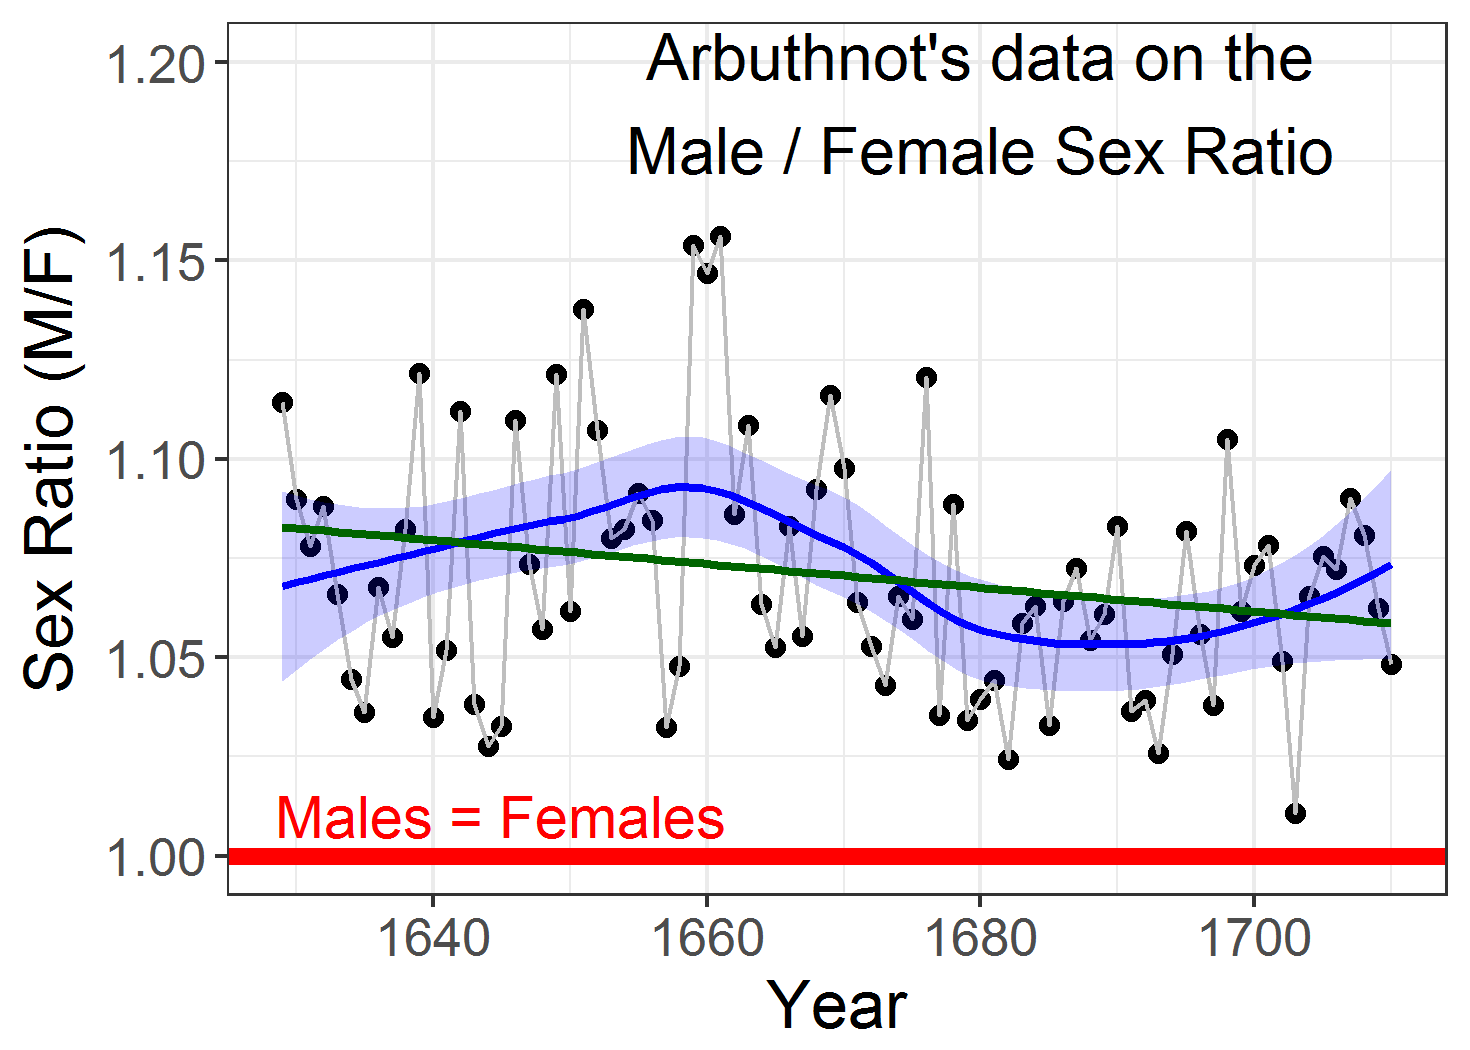 Arbuthnot's data on the
Male / Female Sex Ratio
Sex Ratio (M/F)
1.20
1.15
1.10
1.05
1.00
Males = Females
1640
1660
1680
1700
Year